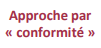 Approche par
« conformité »